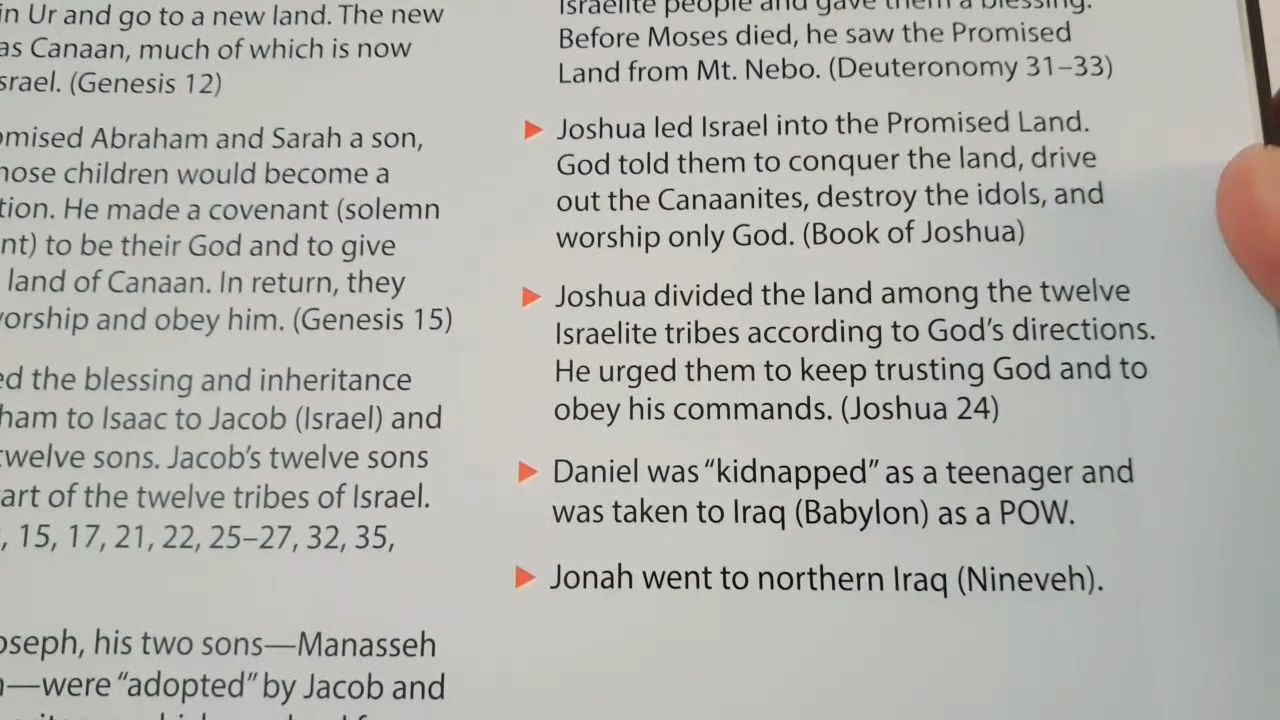 in Ur and go to a new land. The new
as Canaan, much of which is now
srael. (Genesis 12)
omised Abraham and Sarah a son,
hose children would become a
tion. He made a covenant (solemn
nt) to be their God and to give
land of Canaan. In return, they
worship and obey him. (Genesis 15)
ed the blessing and inheritance
ham to Isaac to Jacob (Israel) and
twelve sons. Jacob's twelve sons
art of the twelve tribes of Israel.
, 15, 17, 21, 22, 25–27, 32, 35,
oseph, his two sons—Manasseh
—were “adopted” by Jacob and
Israelite people and gave them a blessing.
Before Moses died, he saw the Promised
Land from Mt. Nebo. (Deuteronomy 31–33)
Joshua led Israel into the Promised Land.
God told them to conquer the land, drive
out the Canaanites, destroy the idols, and
worship only God. (Book of Joshua)
Joshua divided the land among the twelve
Israelite tribes according to God's directions.
He urged them to keep trusting God and to
obey his commands. (Joshua 24)
Daniel was “kidnapped” as a teenager and
was taken to Iraq (Babylon) as a POW.
Jonah went to northern Iraq (Nineveh).